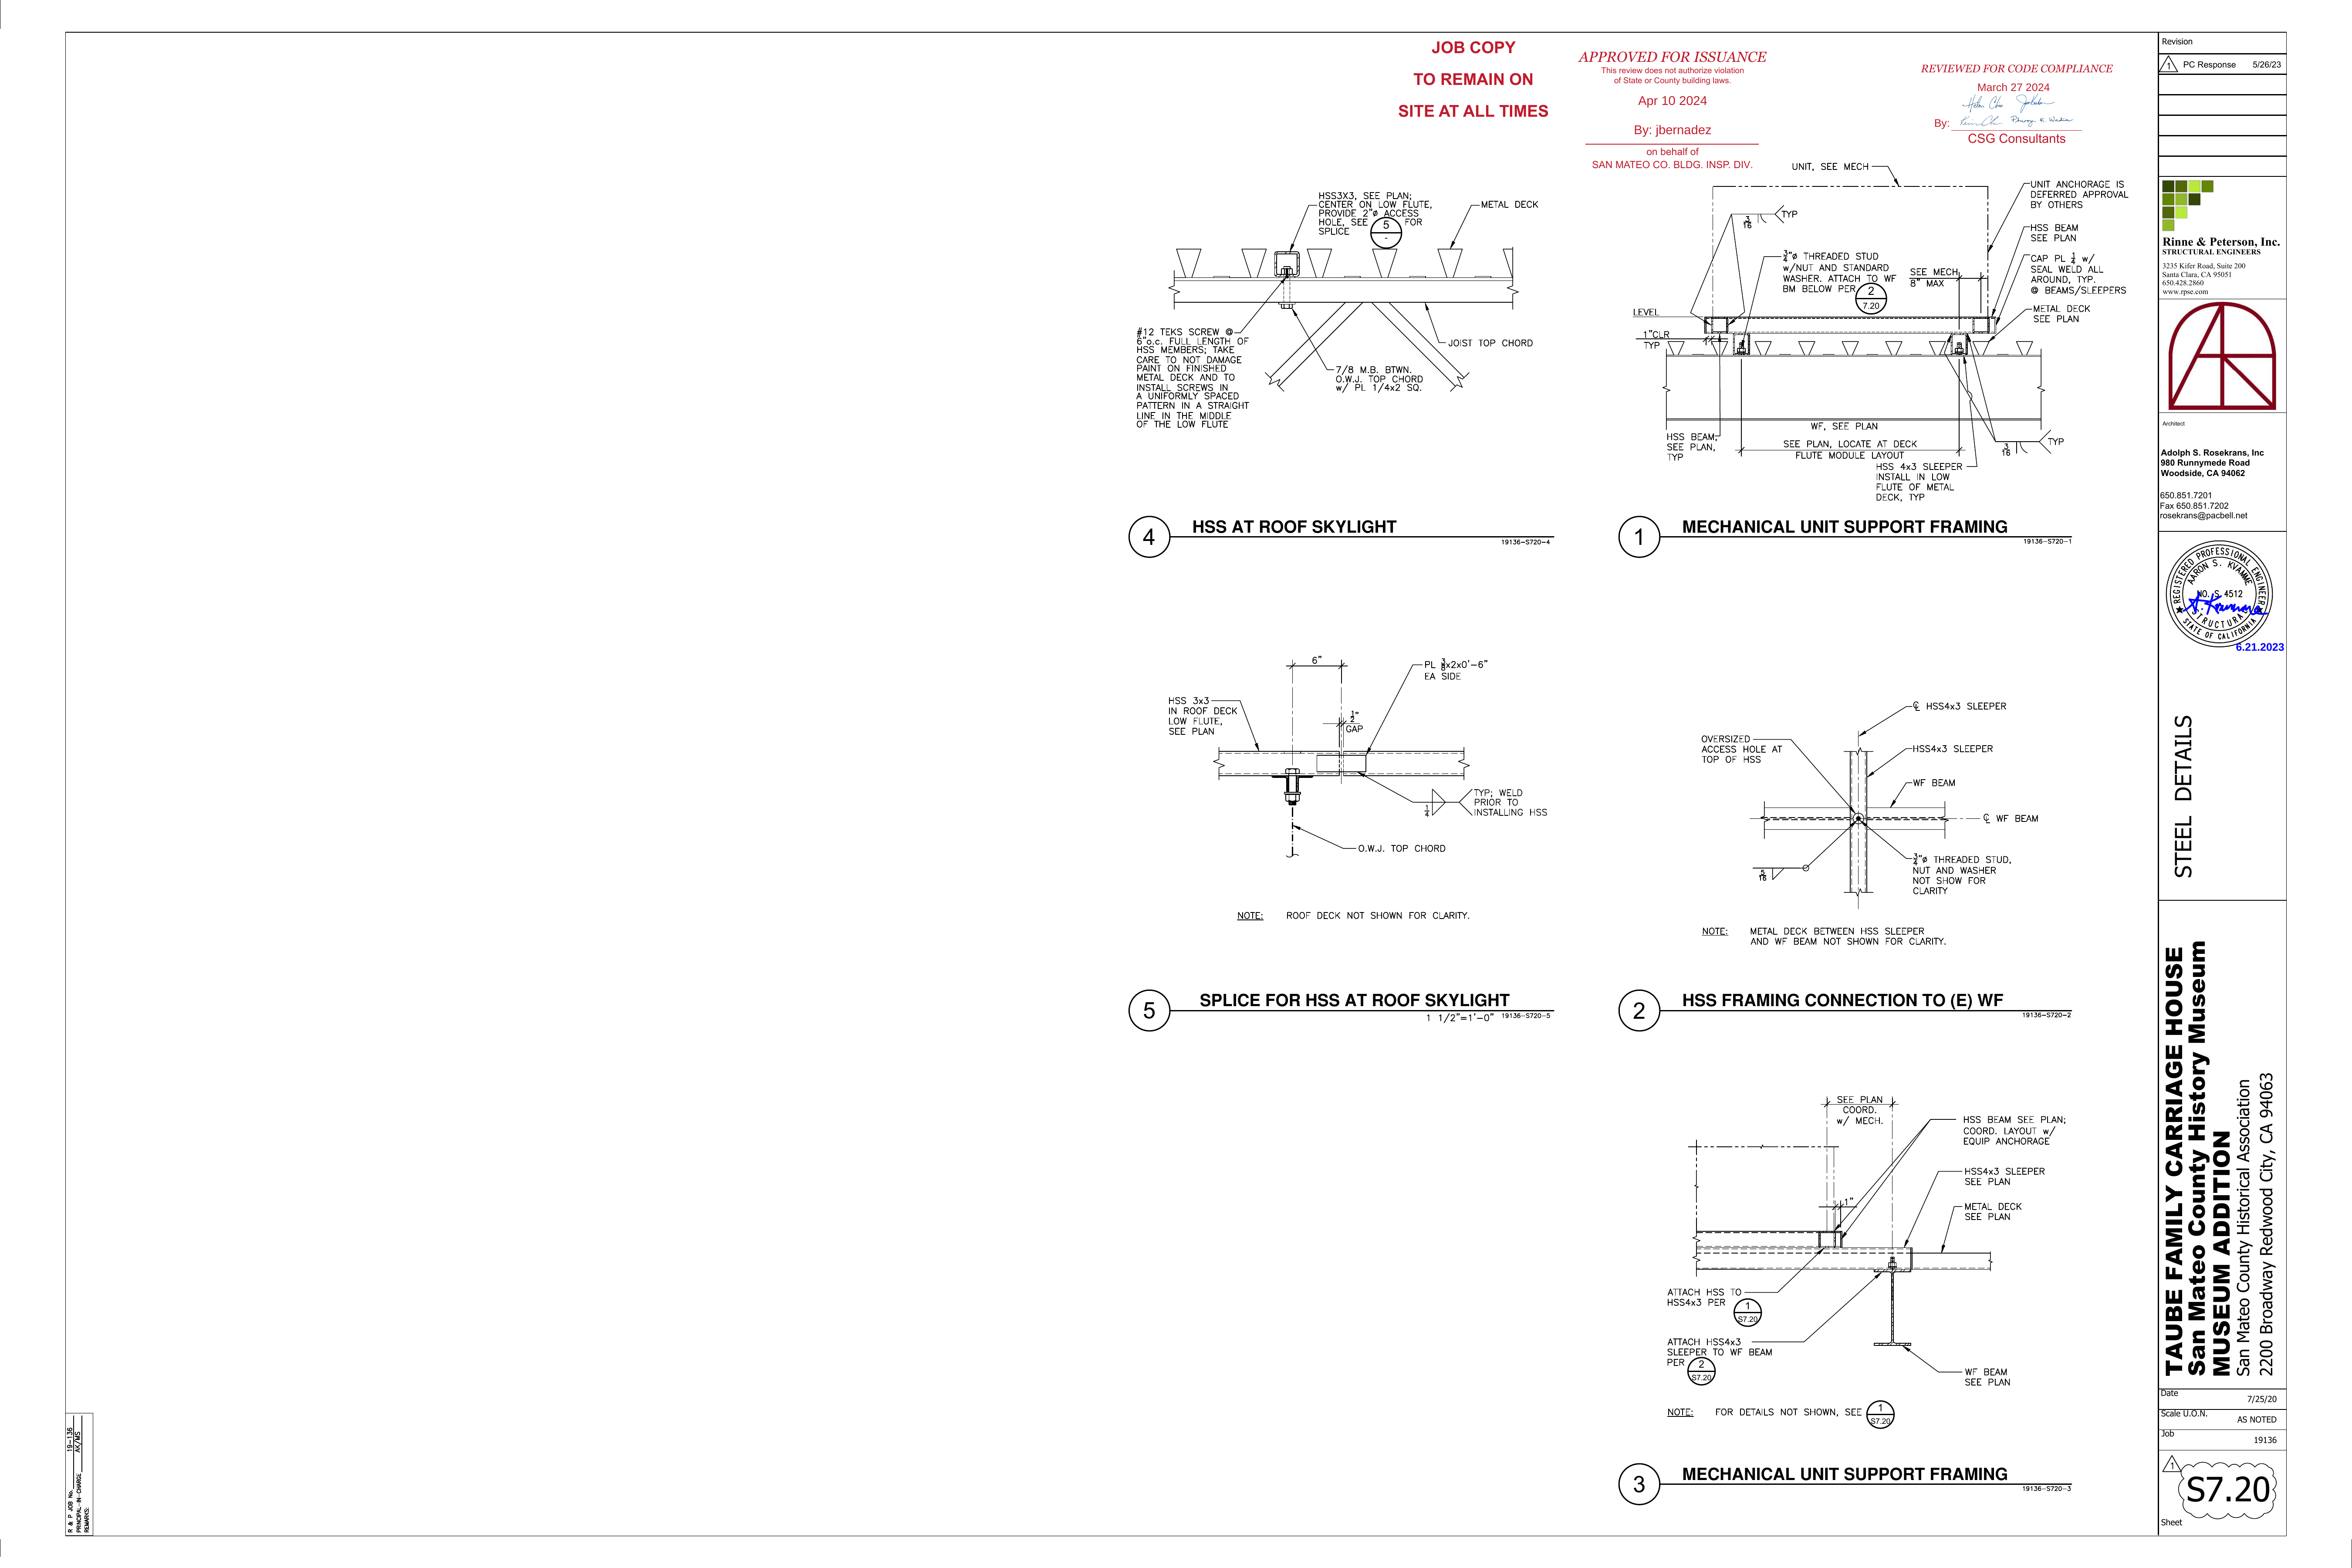 JOB COPY
TO REMAIN ON
SITE AT ALL TIMES
APPROVED FOR ISSUANCE
This review does not authorize violation
of State or County building laws.
Apr 10 2024
By: jbernadez
on behalf of
SAN MATEO CO. BLDG. INSP. DIV.
REVIEWED FOR CODE COMPLIANCE
March 27 2024
By:
CSG Consultants
HSS3X3, SEE PLAN;
CENTER ON LOW FLUTE,
PROVIDE 2"ø ACCESS
HOLE, SEE 5 FOR
-
SPLICE
METAL DECK
#12 TEKS SCREW @
6"o.c. FULL LENGTH OF
HSS MEMBERS; TAKE
CARE TO NOT DAMAGE
PAINT ON FINISHED
METAL DECK AND TO
INSTALL SCREWS IN
A UNIFORMLY SPACED
PATTERN IN A STRAIGHT
LINE IN THE MIDDLE
OF THE LOW FLUTE
JOIST TOP CHORD
7/8 M.B. BTWN.
O.W.J. TOP CHORD
w/ PL 1/4x2 SQ.
4
HSS AT ROOF SKYLIGHT
19136-S720-4
UNIT, SEE MECH
UNIT ANCHORAGE IS
DEFERRED APPROVAL
BY OTHERS
3/16
TYP
HSS BEAM
SEE PLAN
3/4"ø THREADED STUD
w/NUT AND STANDARD
WASHER. ATTACH TO WF
BM BELOW PER 2
7.20
SEE MECH
8" MAX
CAP PL 1/4 w/
SEAL WELD ALL
AROUND, TYP.
@ BEAMS/SLEEPERS
METAL DECK
SEE PLAN
LEVEL
1"CLR
TYP
WF, SEE PLAN
HSS BEAM,
SEE PLAN,
TYP
SEE PLAN, LOCATE AT DECK
FLUTE MODULE LAYOUT
3/16
TYP
HSS 4x3 SLEEPER
INSTALL IN LOW
FLUTE OF METAL
DECK, TYP
1
MECHANICAL UNIT SUPPORT FRAMING
19136-S720-1
6"
PL 3/8x2x0'-6"
EA SIDE
HSS 3x3
IN ROOF DECK
LOW FLUTE,
SEE PLAN
1/2"
GAP
1/4
TYP; WELD
PRIOR TO
INSTALLING HSS
O.W.J. TOP CHORD
NOTE: ROOF DECK NOT SHOWN FOR CLARITY.
5
SPLICE FOR HSS AT ROOF SKYLIGHT
1 1/2"=1'-0" 19136-S720-5
℄ HSS4x3 SLEEPER
OVERSIZED
ACCESS HOLE AT
TOP OF HSS
HSS4x3 SLEEPER
WF BEAM
℄ WF BEAM
5/16
3/4"ø THREADED STUD,
NUT AND WASHER
NOT SHOW FOR
CLARITY
NOTE: METAL DECK BETWEEN HSS SLEEPER
AND WF BEAM NOT SHOWN FOR CLARITY.
2
HSS FRAMING CONNECTION TO (E) WF
19136-S720-2
SEE PLAN
COORD.
w/ MECH.
HSS BEAM SEE PLAN;
COORD. LAYOUT w/
EQUIP ANCHORAGE
HSS4x3 SLEEPER
SEE PLAN
1"
METAL DECK
SEE PLAN
ATTACH HSS TO
HSS4x3 PER 1
S7.20
ATTACH HSS4x3
SLEEPER TO WF BEAM
PER 2
S7.20
WF BEAM
SEE PLAN
NOTE: FOR DETAILS NOT SHOWN, SEE 1
S7.20
3
MECHANICAL UNIT SUPPORT FRAMING
19136-S720-3
Revision
1 PC Response 5/26/23
Rinne & Peterson, Inc.
STRUCTURAL ENGINEERS
3235 Kifer Road, Suite 200
Santa Clara, CA 95051
650.428.2860
www.rpse.com
Architect
Adolph S. Rosekrans, Inc
980 Runnymede Road
Woodside, CA 94062
650.851.7201
Fax 650.851.7202
rosekrans@pacbell.net
REGISTERED PROFESSIONAL ENGINEER
AARON S. KVAMME
NO. S 4512
STRUCTURAL
STATE OF CALIFORNIA
6.21.2023
STEEL DETAILS
TAUBE FAMILY CARRIAGE HOUSE
San Mateo County History Museum
MUSEUM ADDITION
San Mateo County Historical Association
2200 Broadway Redwood City, CA 94063
Date
7/25/20
Scale U.O.N.
AS NOTED
Job
19136
1
S7.20
Sheet
R & P JOB No. 19-136
PRINCIPAL-IN-CHARGE AK/MS
REMARKS: